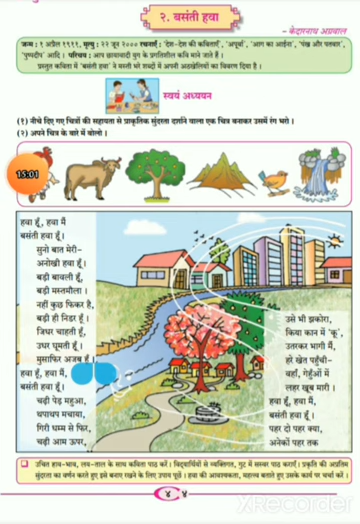 २. बसंती हवा
- केदारनाथ अग्रवाल
जन्म : १ अप्रैल १९११, मृत्यु : २२ जून २००० रचनाएँ : 'देश-देश की कविताएँ', 'अपूर्वा', 'आग का आईना', 'पंख और पतवार',
'पुष्पदीप' आदि । परिचय : आप छायावादी युग के प्रगतिशील कवि माने जाते हैं ।
प्रस्तुत कविता में 'बसंती हवा' ने मस्ती भरे शब्दों में अपनी अठखेलियों का विवरण दिया है ।
स्वयं अध्ययन
(१) नीचे दिए गए चित्रों की सहायता से प्राकृतिक सुंदरता दर्शाने वाला एक चित्र बनाकर उसमें रंग भरो ।
(२) अपने चित्र के बारे में बोलो ।
15:01
हवा हूँ, हवा मैं
बसंती हवा हूँ।
सुनो बात मेरी-
अनोखी हवा हूँ।
बड़ी बावली हूँ,
बड़ी मस्तमौला ।
नहीं कुछ फिकर है,
बड़ी ही निडर हूँ ।
जिधर चाहती हूँ,
उधर घूमती हूँ ।
मुसाफिर अजब हूँ ।
हवा हूँ, हवा मैं,
बसंती हवा हूँ।
चढ़ी पेड़ महुआ,
थपाथप मचाया,
गिरी धम्म से फिर,
चढ़ी आम ऊपर,
उसे भी झकोरा,
किया कान में 'कू',
उतरकर भागी मैं,
हरे खेत पहुँची-
वहाँ, गेहुँओं में
लहर खूब मारी ।
हवा हूँ, हवा मैं,
बसंती हवा हूँ ।
पहर दो पहर क्या,
अनेकों पहर तक
उचित हाव-भाव, लय-ताल के साथ कविता पाठ करें। विद्यार्थियों से व्यक्तिगत, गुट में सस्वर पाठ कराएँ। प्रकृति की अप्रतिम
सुंदरता का वर्णन करते हुए इसे बनाए रखने के लिए उपाय पूछें । हवा की आवश्यकता, महत्त्व बताते हुए उसके कार्य पर चर्चा करें ।
४ ४
XRecorder